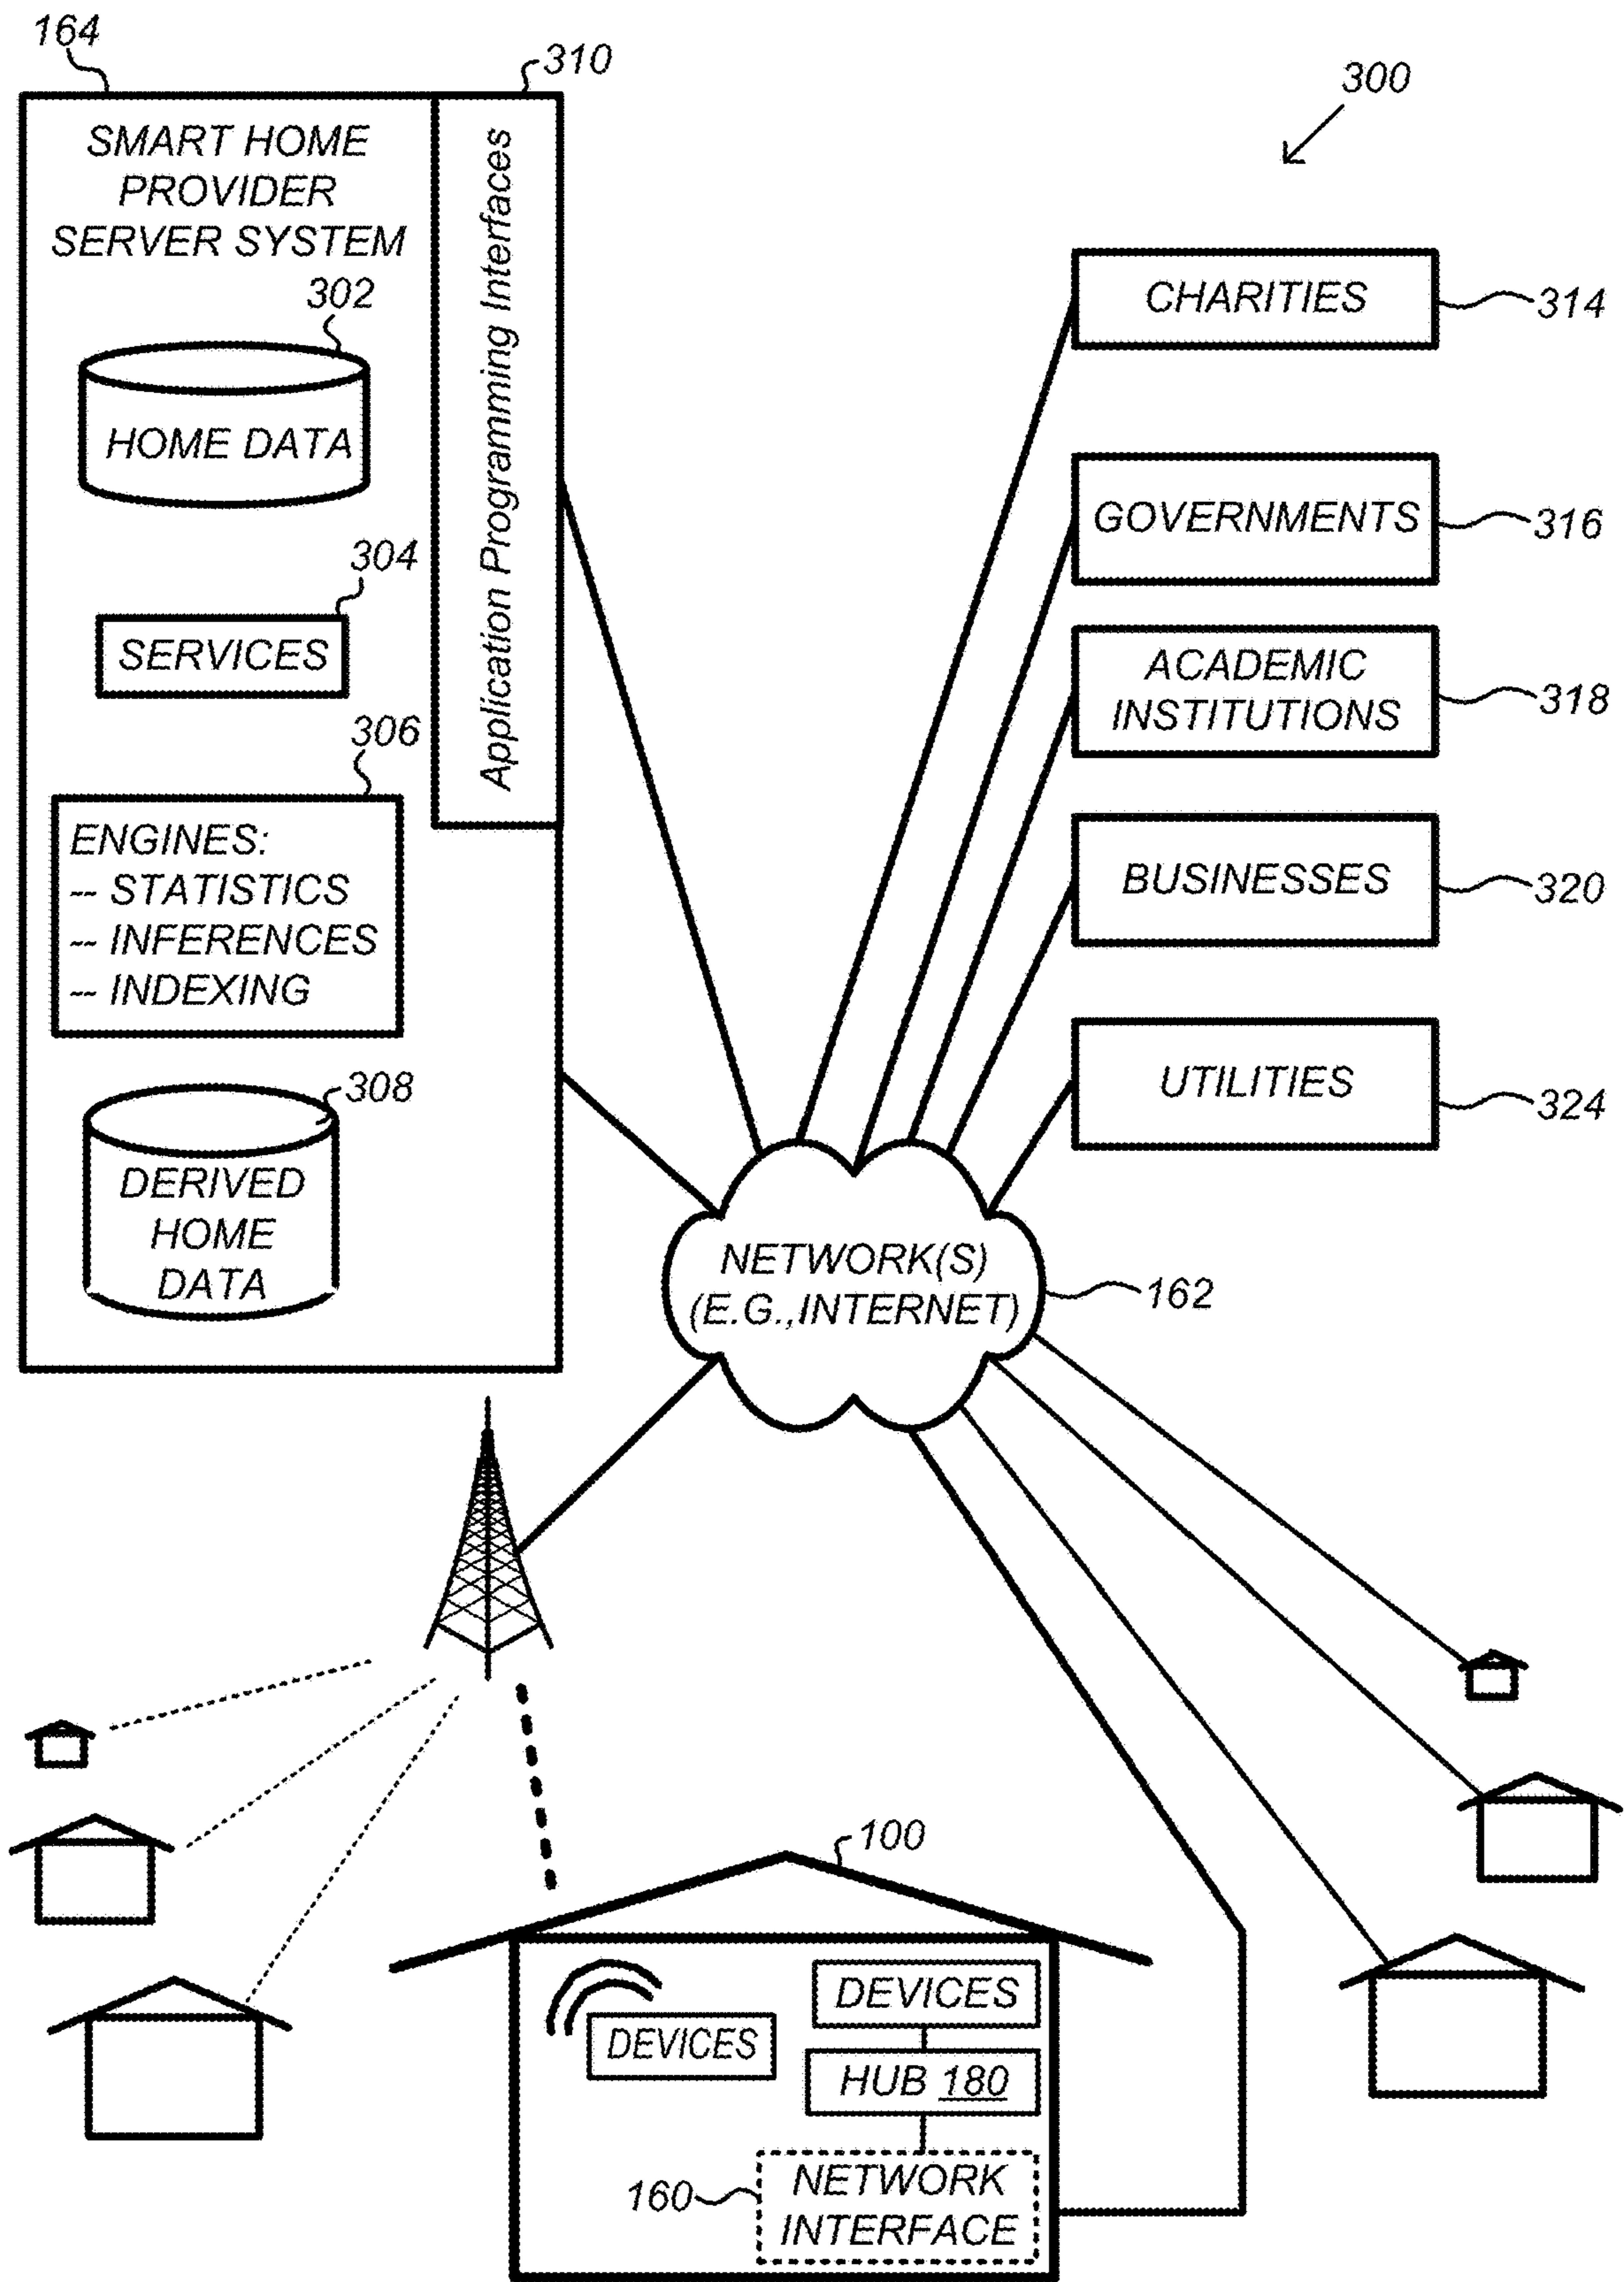 164
310
300
SMART HOME
PROVIDER
SERVER SYSTEM
Application Programming Interfaces
302
HOME DATA
304
SERVICES
306
ENGINES:
-- STATISTICS
-- INFERENCES
-- INDEXING
308
DERIVED
HOME
DATA
CHARITIES
314
GOVERNMENTS
316
ACADEMIC
INSTITUTIONS
318
BUSINESSES
320
UTILITIES
324
NETWORK(S)
(E.G.,INTERNET)
162
100
DEVICES
DEVICES
HUB 180
160
NETWORK
INTERFACE